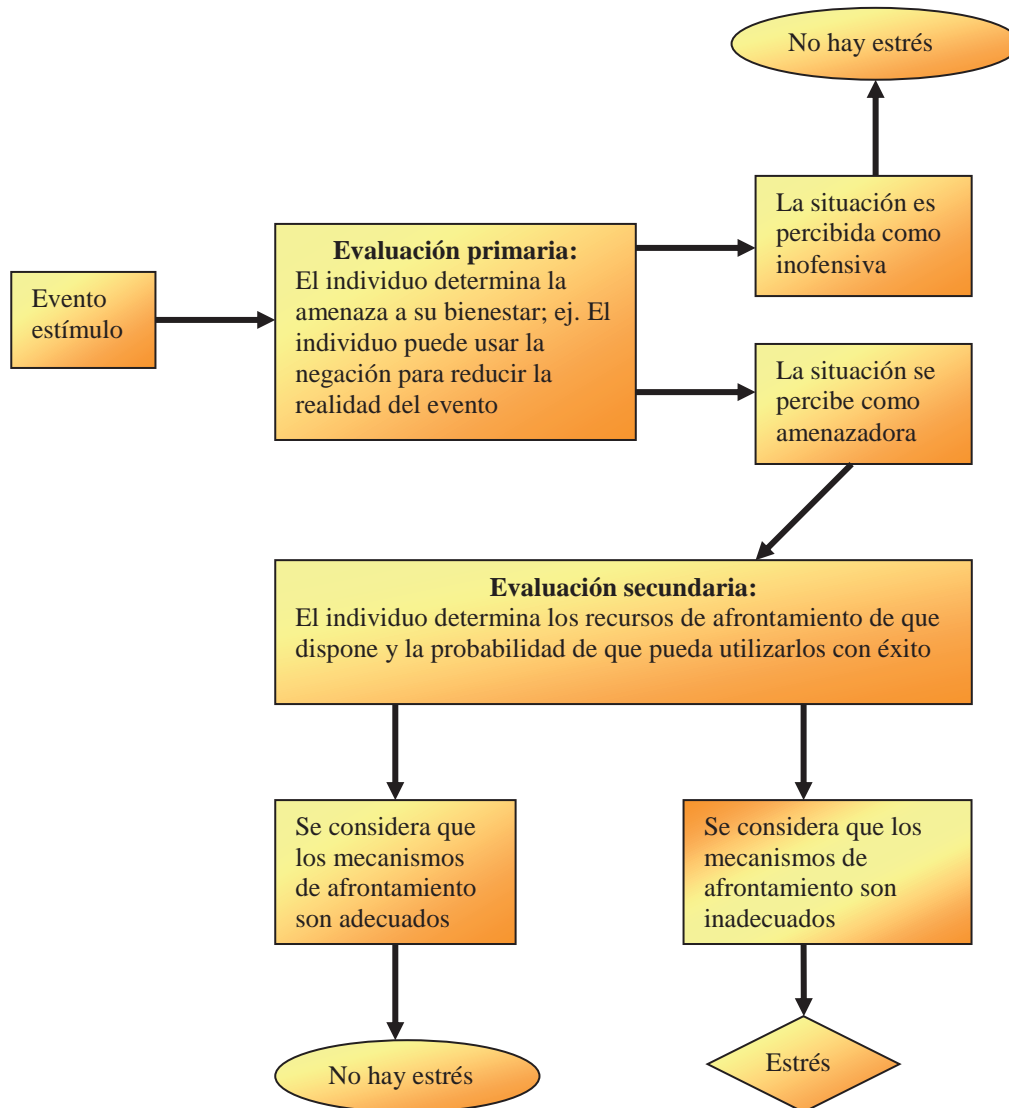 No hay estrés
La situación es
percibida como
inofensiva
Evaluación primaria:
El individuo determina la
amenaza a su bienestar; ej. El
individuo puede usar la
negación para reducir la
realidad del evento
Evento
estímulo
La situación se
percibe como
amenazadora
Evaluación secundaria:
El individuo determina los recursos de afrontamiento de que
dispone y la probabilidad de que pueda utilizarlos con éxito
Se considera que
los mecanismos
de afrontamiento
son adecuados
Se considera que los
mecanismos de
afrontamiento son
inadecuados
No hay estrés
Estrés